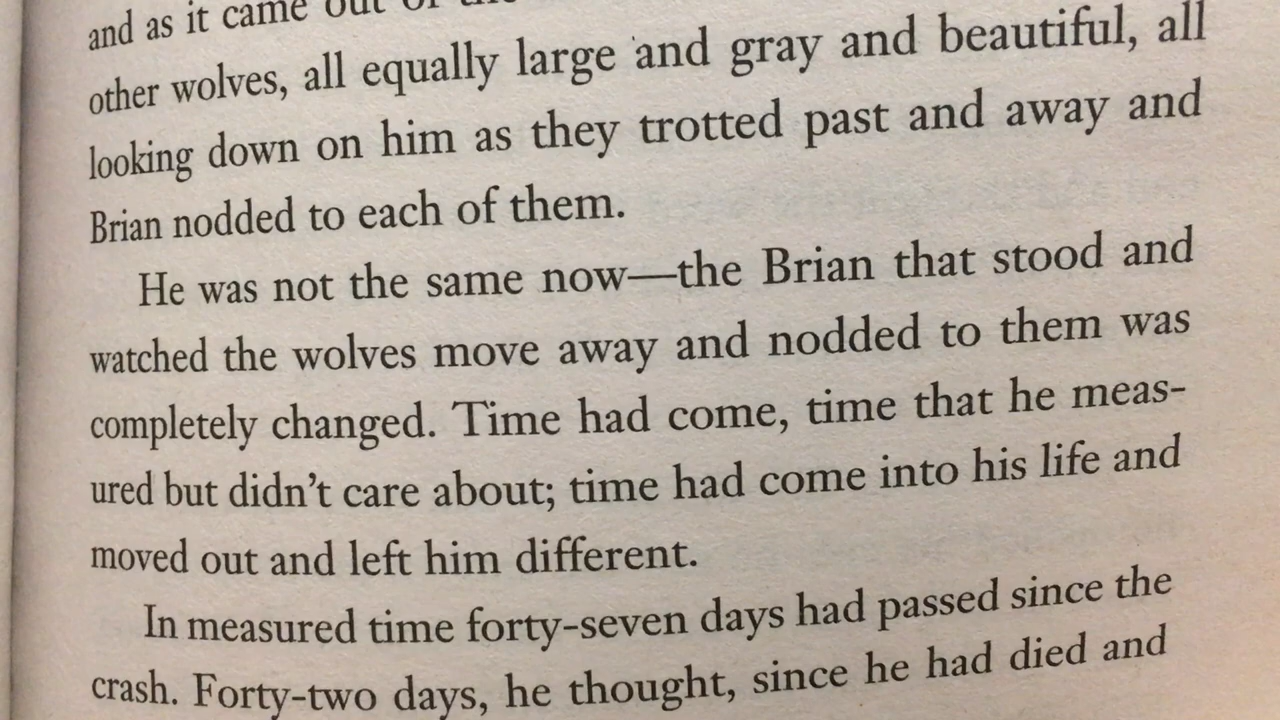 and as it came out of
other wolves, all equally large and gray and beautiful, all
looking down on him as they trotted past and away and
Brian nodded to each of them.
He was not the same now—the Brian that stood and
watched the wolves move away and nodded to them was
completely changed. Time had come, time that he meas-
ured but didn't care about; time had come into his life and
moved out and left him different.
In measured time forty-seven days had passed since the
crash. Forty-two days, he thought, since he had died and